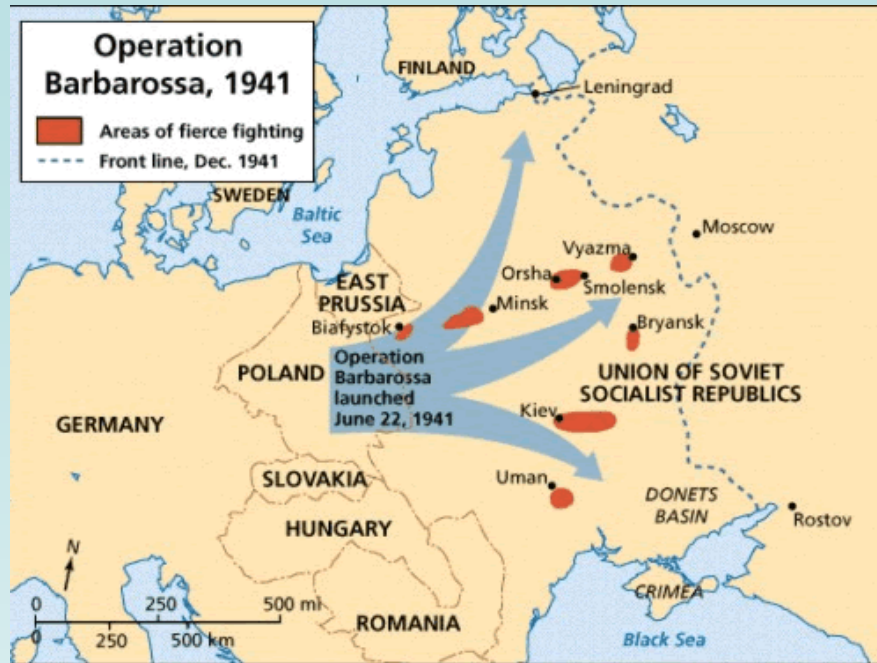 Operation
Barbarossa, 1941
Areas of fierce fighting
Front line, Dec. 1941
FINLAND
Leningrad
SWEDEN
Baltic
Sea
Moscow
Vyazma
Orsha
Smolensk
EAST
PRUSSIA
Minsk
Biafystok
Bryansk
Operation
Barbarossa
launched
June 22, 1941
POLAND
UNION OF SOVIET
SOCIALIST REPUBLICS
GERMANY
Kiev
SLOVAKIA
Uman
DONETS
BASIN
HUNGARY
Rostov
N
CRIMEA
0 250 500 mi
0 250 500 km
ROMANIA
Black Sea